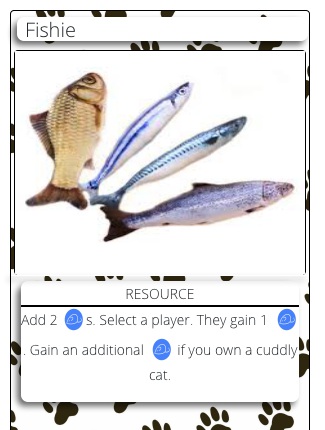 Fishie
RESOURCE
Add 2 s. Select a player. They gain 1
. Gain an additional if you own a cuddly
cat.